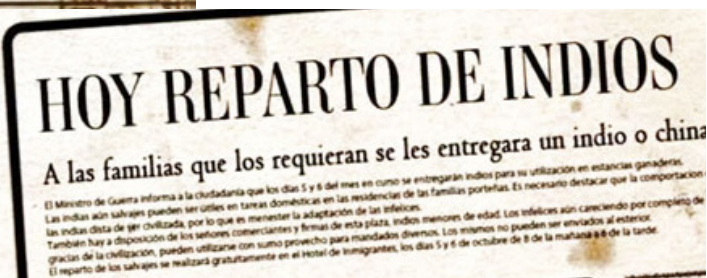 HOY REPARTO DE INDIOS
A las familias que los requieran se les entregara un indio o china
El Ministro de Guerra informa a la ciudadanía que los días 5 y 6 del mes en curso se entregarán indios para su utilización en estancias ganaderas.
Las indias aún salvajes pueden ser útiles en tareas domésticas en las residencias de las familias porteñas. Es necesario destacar que la comportacion
las indias dista de ser civilizada, por lo que es menester la adaptación de las infelices.
También hay a disposición de los señores comerciantes y firmas de esta plaza, indios menores de edad. Los infelices aún careciendo por completo de
gracias de la civilización, pueden utilizarse con sumo provecho para mandados diversos. Los mismos no pueden ser enviados al exterior.
El reparto de los salvajes se realizará gratuitamente en el Hotel de Inmigrantes, los días 5 y 6 de octubre de 8 de la mañana a 6 de la tarde.